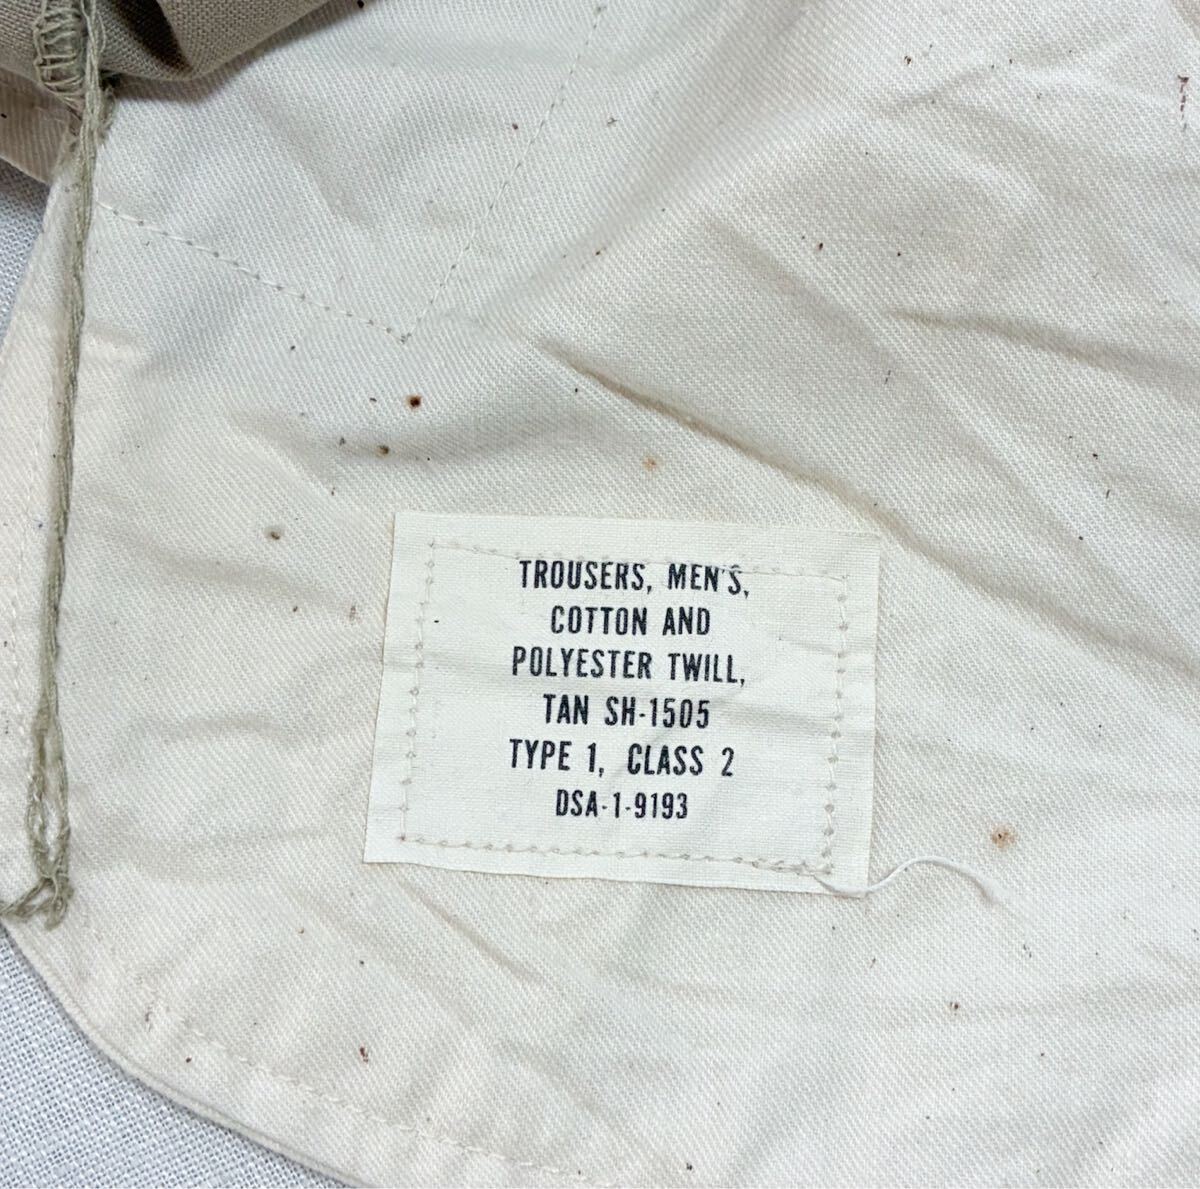 TROUSERS, MEN'S,
COTTON AND
POLYESTER TWILL,
TAN SH-1505
TYPE 1, CLASS 2
DSA-1-9193